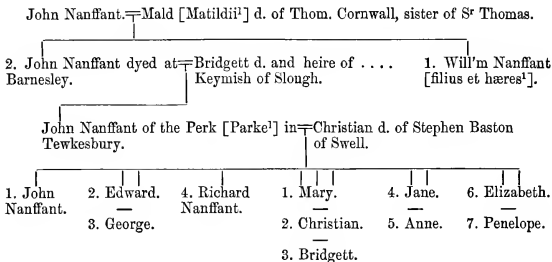 John Nanffant.=Mald [Matildii¹] d. of Thom. Cornwall, sister of Sʳ Thomas.
2. John Nanffant dyed at=Bridgett d. and heire of . . . . 1. Will'm Nanffant
Barnesley. Keymish of Slough. [filius et hæres¹].
John Nanffant of the Perk [Parke¹] in=Christian d. of Stephen Baston
Tewkesbury. of Swell.
1. John 2. Edward. 4. Richard 1. Mary. 4. Jane. 6. Elizabeth.
Nanffant. — Nanffant. — — —
3. George. 2. Christian. 5. Anne. 7. Penelope.
—
3. Bridgett.